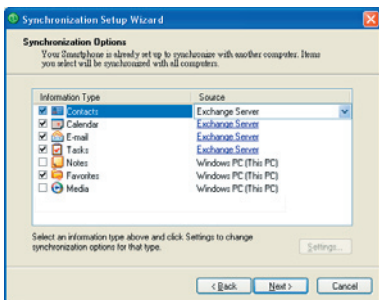 Synchronization Setup Wizard
Synchronization Options
Your Smartphone is already set up to synchronize with another computer. Items
you select will be synchronized with all computers.
Information Type Source
Contacts Exchange Server
Calendar Exchange Server
E-mail Exchange Server
Tasks Exchange Server
Notes Windows PC (This PC)
Favorites Windows PC (This PC)
Media Windows PC (This PC)
Select an information type above and click Settings to change
synchronization options for that type.
Settings...
< Back Next > Cancel